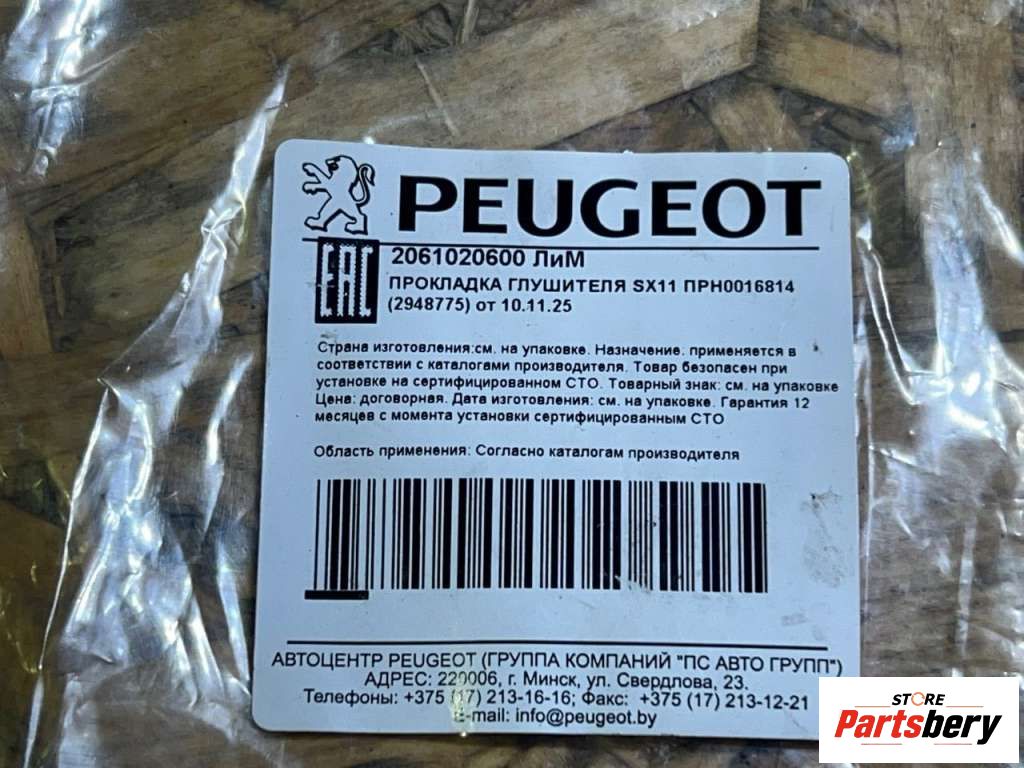 PEUGEOT
EAC
2061020600 ЛиМ
ПРОКЛАДКА ГЛУШИТЕЛЯ SX11 ПРН0016814
(2948775) от 10.11.25
Страна изготовления:см. на упаковке. Назначение: применяется в
соответствии с каталогами производителя. Товар безопасен при
установке на сертифицированном СТО. Товарный знак: см. на упаковке
Цена: договорная. Дата изготовления: см. на упаковке. Гарантия 12
месяцев с момента установки сертифицированным СТО
Область применения: Согласно каталогам производителя
АВТОЦЕНТР PEUGEOT (ГРУППА КОМПАНИЙ "ПС АВТО ГРУПП")
АДРЕС: 220006, г. Минск, ул. Свердлова, 23.
Телефоны: +375 (17) 213-16-16; Факс: +375 (17) 213-12-21
E-mail: info@peugeot.by
STORE
Partsbery